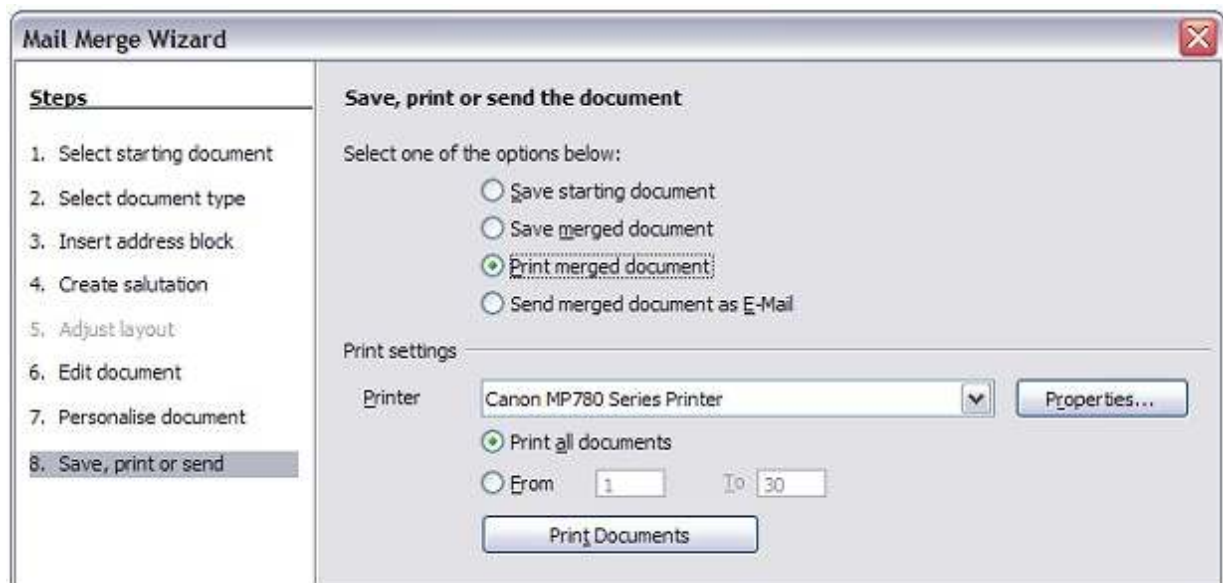 Mail Merge Wizard
Steps
1. Select starting document
2. Select document type
3. Insert address block
4. Create salutation
5. Adjust layout
6. Edit document
7. Personalise document
8. Save, print or send
Save, print or send the document
Select one of the options below:
Save starting document
Save merged document
Print merged document
Send merged document as E-Mail
Print settings
Printer Canon MP780 Series Printer Properties...
Print all documents
From 1 To 30
Print Documents